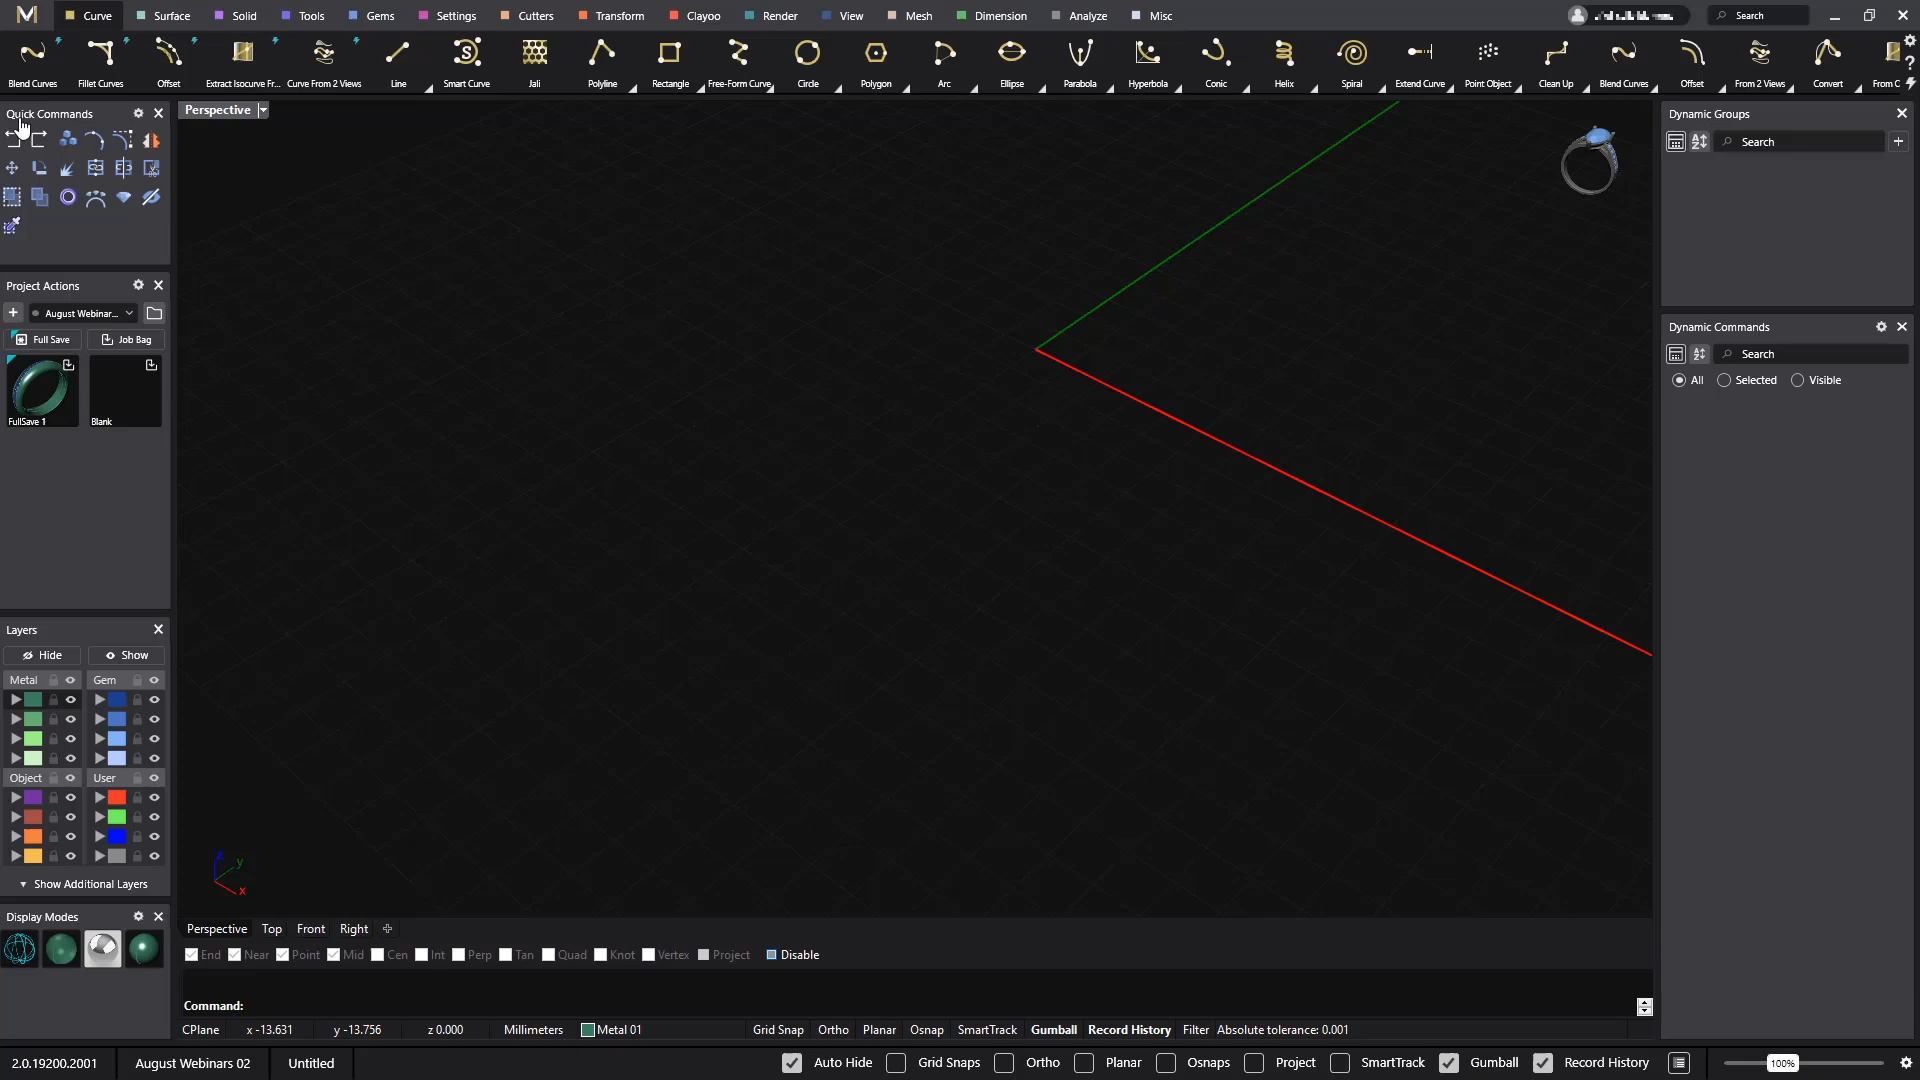 Curve
Surface
Solid
Tools
Gems
Settings
Cutters
Transform
Clayoo
Render
View
Mesh
Dimension
Analyze
Misc
Search
Blend Curves
Fillet Curves
Offset
Extract Isocurve Fr...
Curve From 2 Views
Line
Smart Curve
Jali
Polyline
Rectangle
Free-Form Curve
Circle
Polygon
Arc
Ellipse
Parabola
Hyperbola
Conic
Helix
Spiral
Extend Curve
Point Object
Clean Up
Blend Curves
Offset
From 2 Views
Convert
From C
Quick Commands
Perspective
Dynamic Groups
Search
Project Actions
August Webinar...
Full Save
Job Bag
FullSave 1
Blank
Dynamic Commands
Search
All
Selected
Visible
Layers
Hide
Show
Metal
Gem
Object
User
Show Additional Layers
Display Modes
z
y
x
Perspective
Top
Front
Right
End
Near
Point
Mid
Cen
Int
Perp
Tan
Quad
Knot
Vertex
Project
Disable
Command:
CPlane
x -13.631
y -13.756
z 0.000
Millimeters
Metal 01
Grid Snap
Ortho
Planar
Osnap
SmartTrack
Gumball
Record History
Filter
Absolute tolerance: 0.001
2.0.19200.2001
August Webinars 02
Untitled
Auto Hide
Grid Snaps
Ortho
Planar
Osnaps
Project
SmartTrack
Gumball
Record History
100%